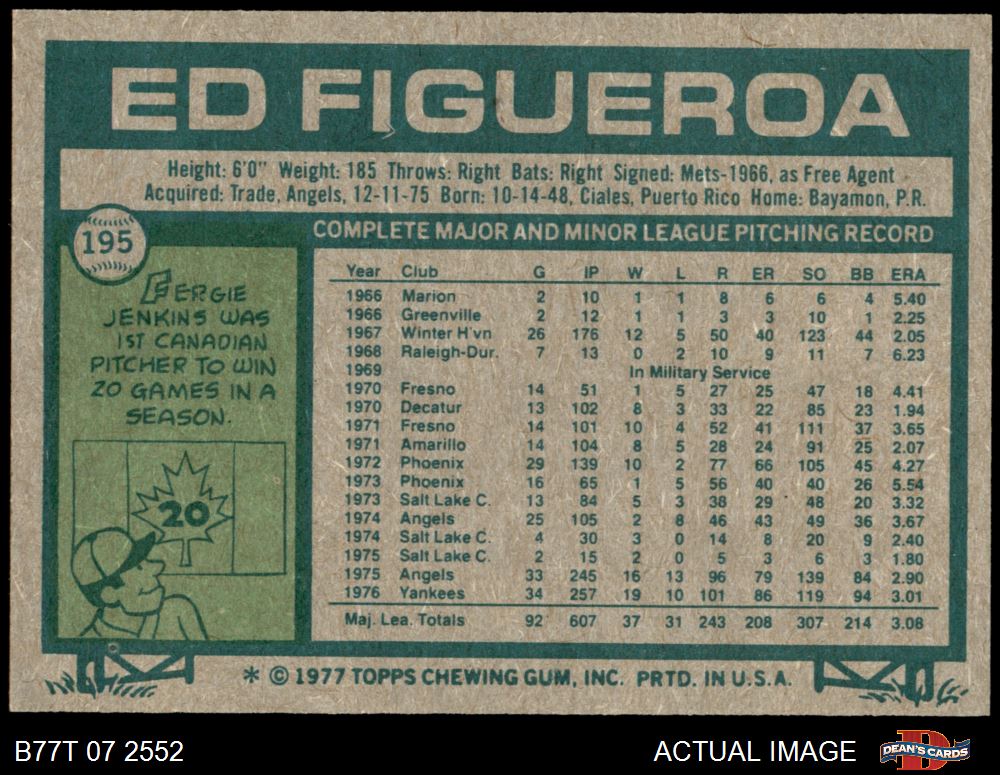 ED FIGUEROA
Height: 6'0" Weight: 185 Throws: Right Bats: Right Signed: Mets-1966, as Free Agent
Acquired: Trade, Angels, 12-11-75 Born: 10-14-48, Ciales, Puerto Rico Home: Bayamon, P.R.
195
FERGIE
JENKINS WAS
1ST CANADIAN
PITCHER TO WIN
20 GAMES IN A
SEASON.
20
COMPLETE MAJOR AND MINOR LEAGUE PITCHING RECORD
Year Club G IP W L R ER SO BB ERA
1966 Marion 2 10 1 1 8 6 6 4 5.40
1966 Greenville 2 12 1 1 3 3 10 1 2.25
1967 Winter H'vn 26 176 12 5 50 40 123 44 2.05
1968 Raleigh-Dur. 7 13 0 2 10 9 11 7 6.23
1969 In Military Service
1970 Fresno 14 51 1 5 27 25 47 18 4.41
1970 Decatur 13 102 8 3 33 22 85 23 1.94
1971 Fresno 14 101 10 4 52 41 111 37 3.65
1971 Amarillo 14 104 8 5 28 24 91 25 2.07
1972 Phoenix 29 139 10 2 77 66 105 45 4.27
1973 Phoenix 16 65 1 5 56 40 40 26 5.54
1973 Salt Lake C. 13 84 5 3 38 29 48 20 3.32
1974 Angels 25 105 2 8 46 43 49 36 3.67
1974 Salt Lake C. 4 30 3 0 14 8 20 9 2.40
1975 Salt Lake C. 2 15 2 0 5 3 6 3 1.80
1975 Angels 33 245 16 13 96 79 139 84 2.90
1976 Yankees 34 257 19 10 101 86 119 94 3.01
Maj. Lea. Totals 92 607 37 31 243 208 307 214 3.08
* © 1977 TOPPS CHEWING GUM, INC. PRTD. IN U.S.A.
B77T 07 2552
ACTUAL IMAGE
DEAN'S CARDS